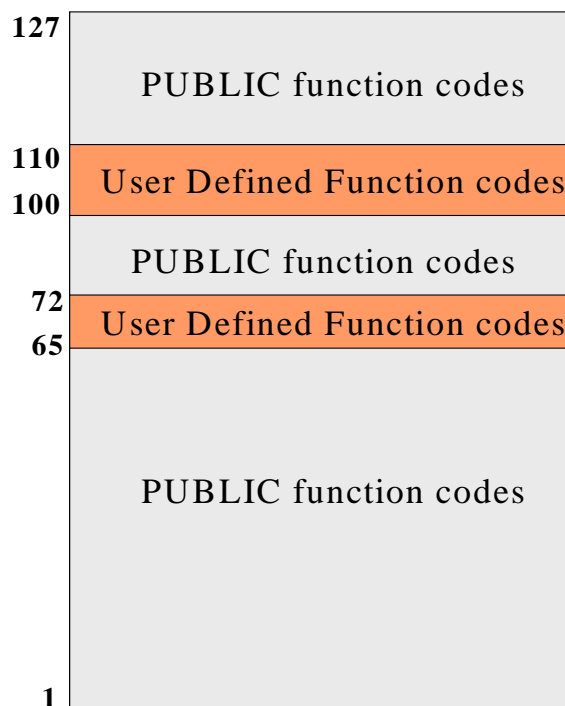 127
PUBLIC function codes
110
User Defined Function codes
100
PUBLIC function codes
72
User Defined Function codes
65
PUBLIC function codes
1